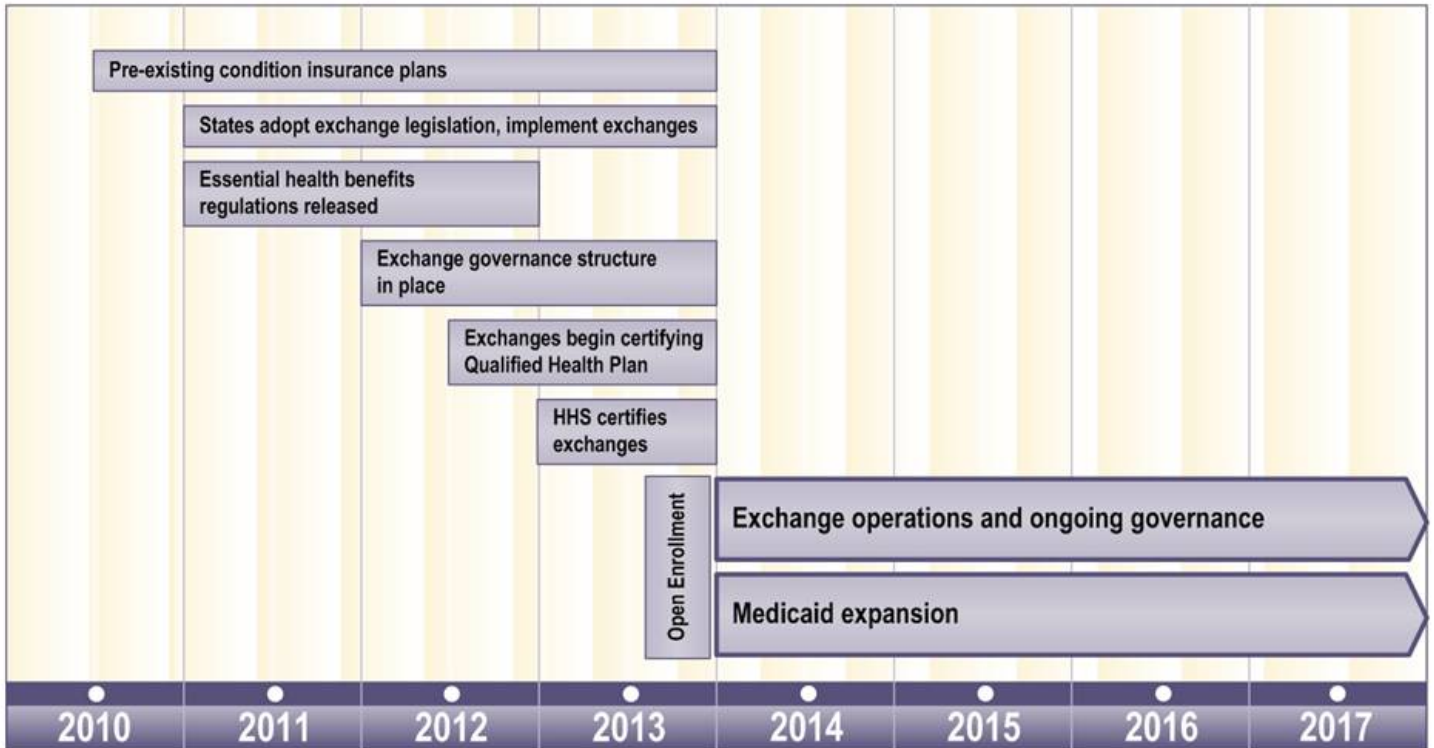 Pre-existing condition insurance plans
States adopt exchange legislation, implement exchanges
Essential health benefits
regulations released
Exchange governance structure
in place
Exchanges begin certifying
Qualified Health Plan
HHS certifies
exchanges
Open Enrollment
Exchange operations and ongoing governance
Medicaid expansion
2010 2011 2012 2013 2014 2015 2016 2017